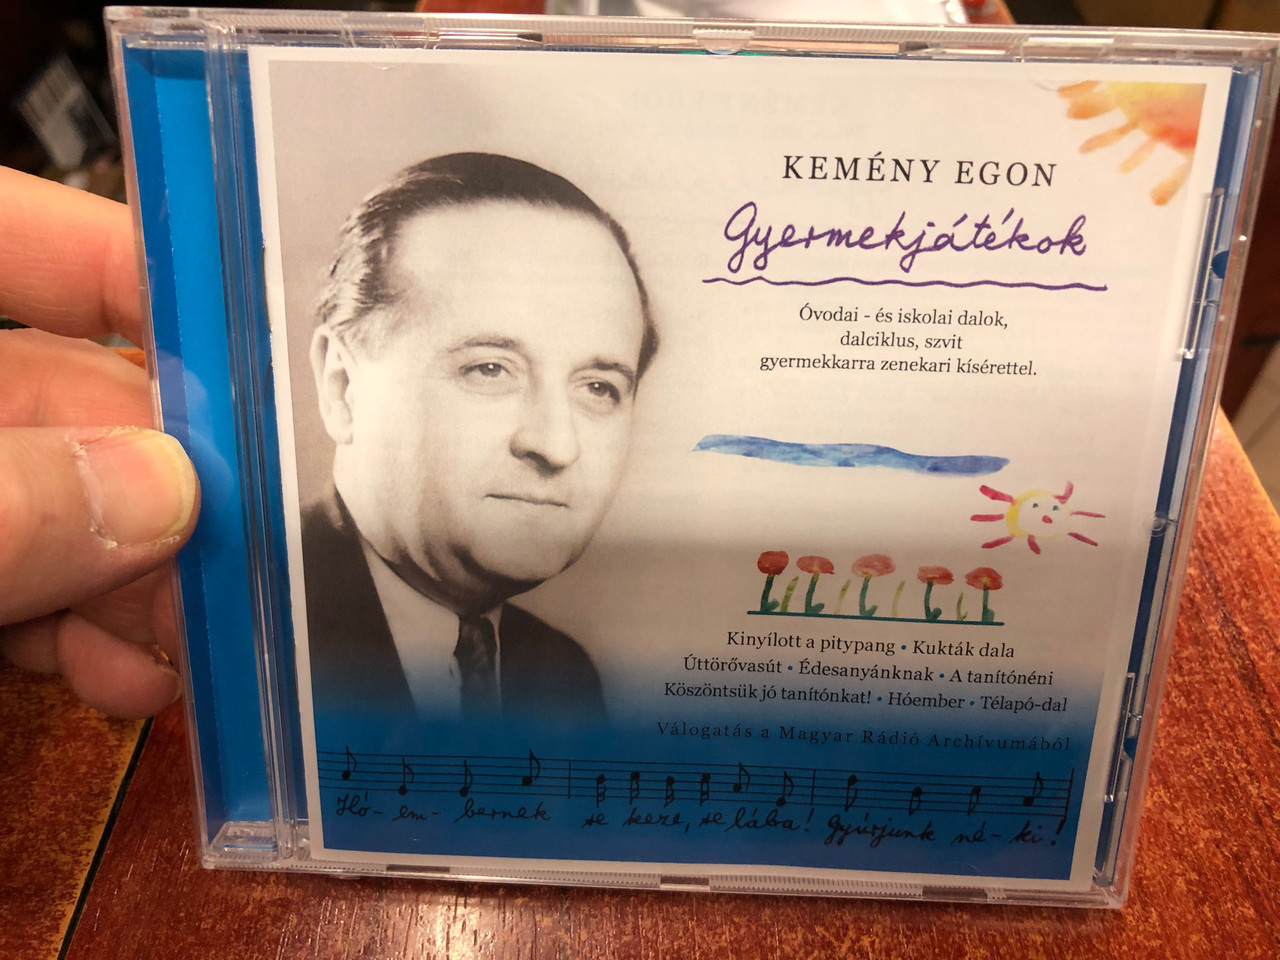 KEMÉNY EGON
Gyermekjátékok
Óvodai - és iskolai dalok,
dalciklus, szvit
gyermekkarra zenekari kísérettel.
Kinyílott a pitypang • Kukták dala
Úttörővasút • Édesanyánknak • A tanítónéni
Köszöntsük jó tanítónkat! • Hóember • Télapó-dal
Válogatás a Magyar Rádió Archívumából
Hó- em- bernek se keze, se lába! Gyúrjunk né- ki!